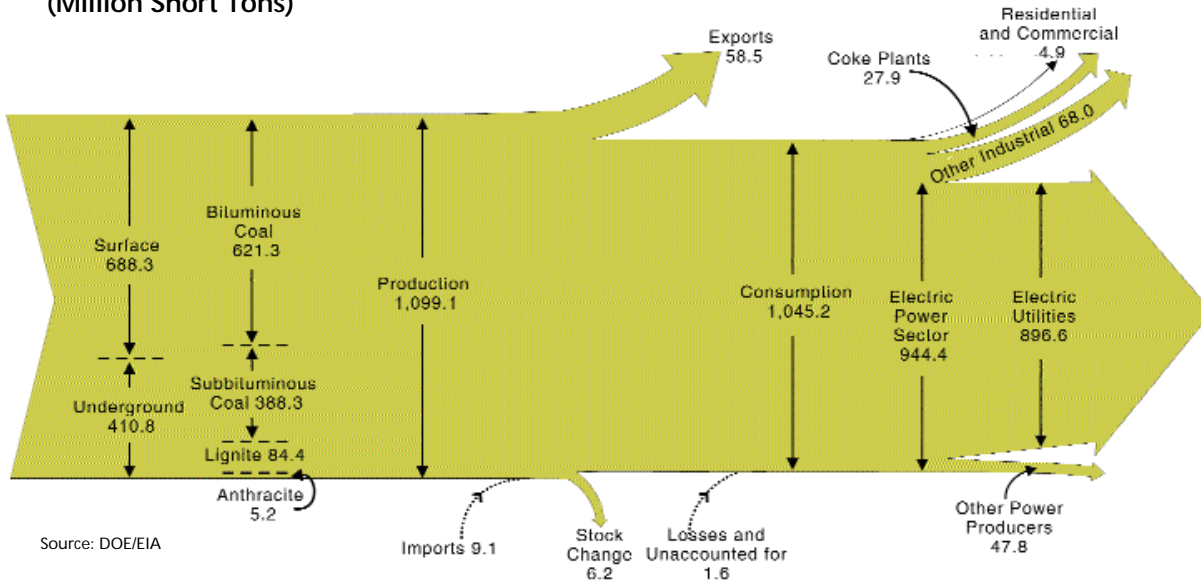 (Million Short Tons)
Exports
58.5
Residential
and Commercial
4.9
Coke Plants
27.9
Other Industrial 68.0
Surface
688.3
Biluminous
Coal
621.3
Production
1,099.1
Consumption
1,045.2
Electric
Power
Sector
944.4
Electric
Utilities
896.6
Underground
410.8
Subbiluminous
Coal 388.3
Lignite 84.4
Anthracite
5.2
Imports 9.1
Stock
Change
6.2
Losses and
Unaccounted for
1.6
Other Power
Producers
47.8
Source: DOE/EIA